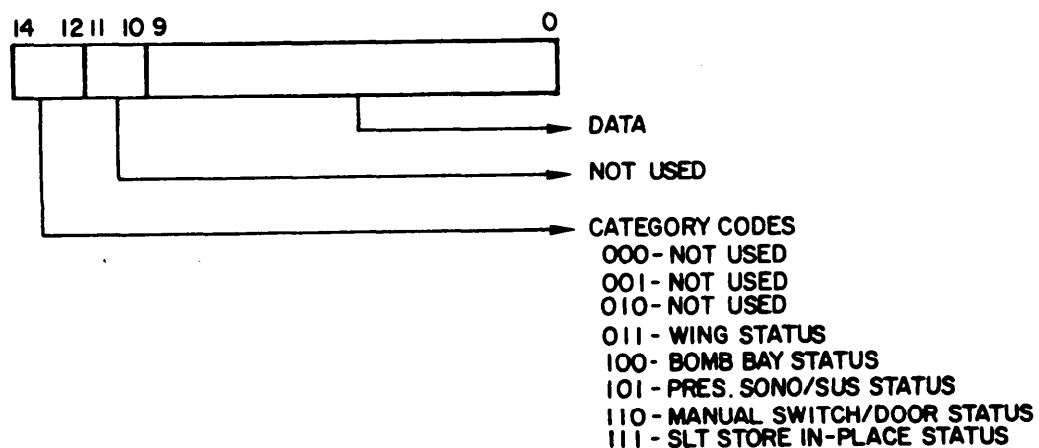 14 12 11 10 9 0
DATA
NOT USED
CATEGORY CODES
000-NOT USED
001-NOT USED
010-NOT USED
011-WING STATUS
100-BOMB BAY STATUS
101-PRES. SONO/SUS STATUS
110-MANUAL SWITCH/DOOR STATUS
111-SLT STORE IN-PLACE STATUS